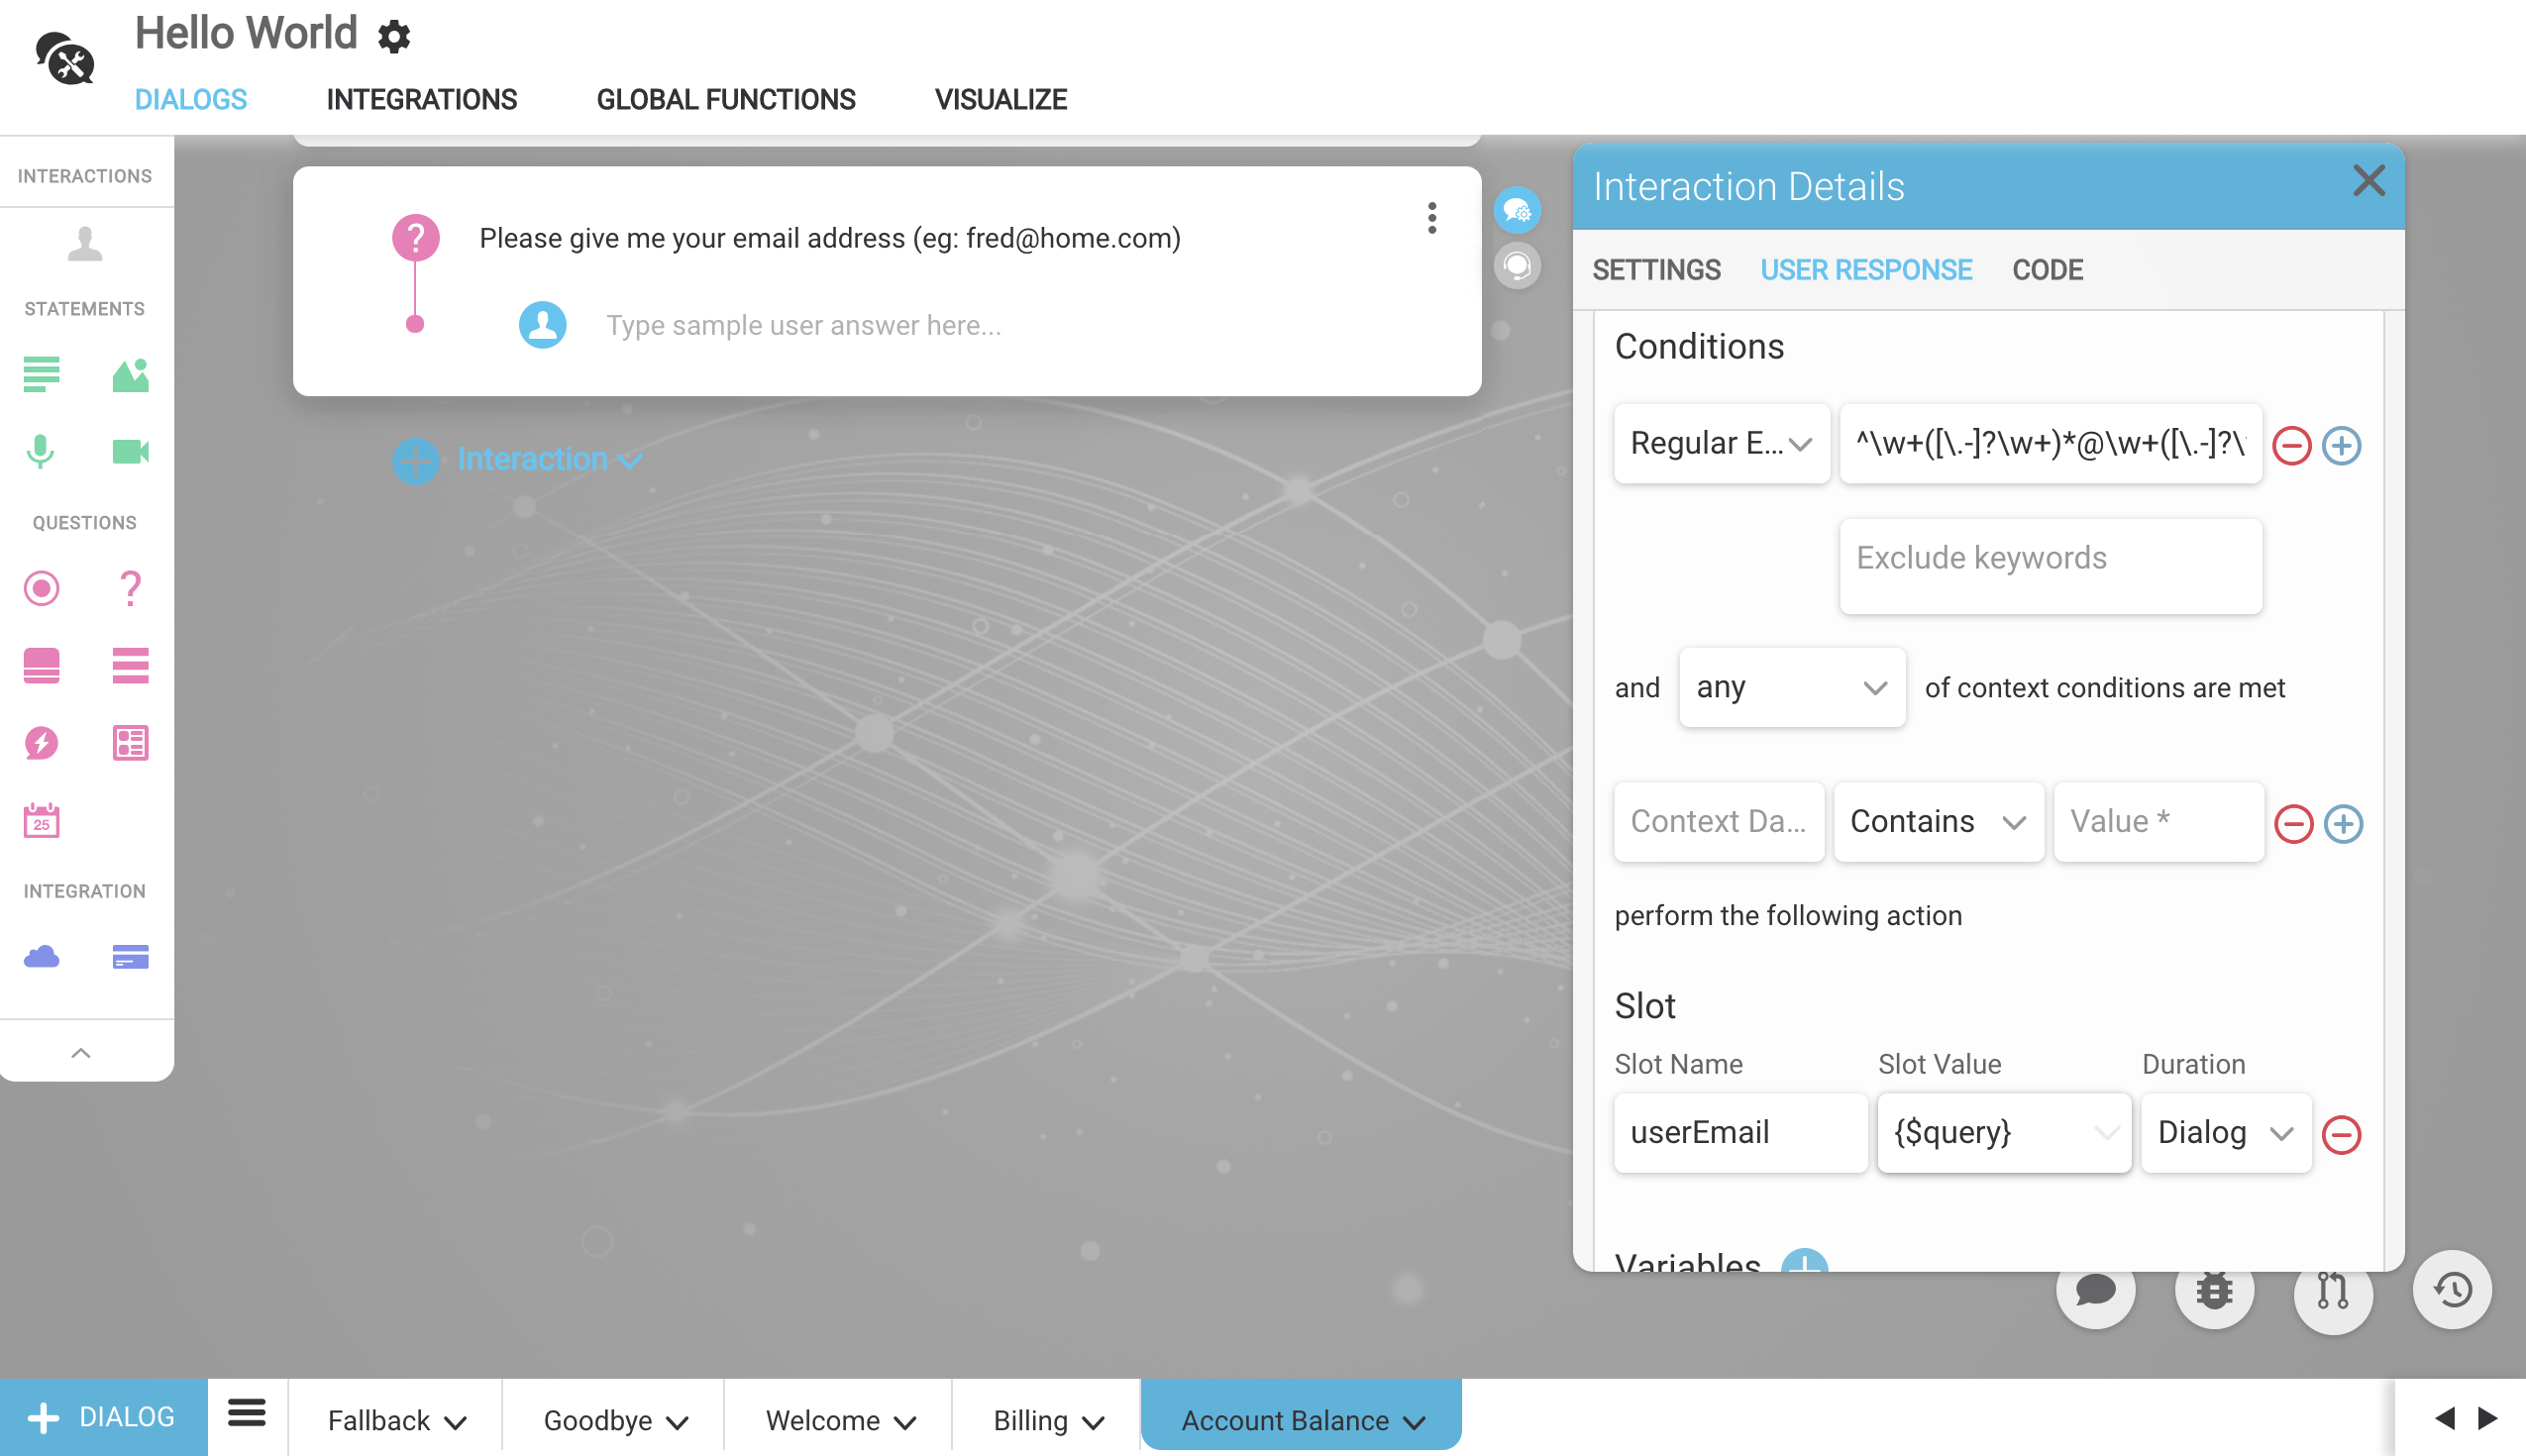 Hello World
DIALOGS INTEGRATIONS GLOBAL FUNCTIONS VISUALIZE
INTERACTIONS
STATEMENTS
QUESTIONS
25
INTEGRATION
?
Please give me your email address (eg: fred@home.com)
Type sample user answer here...
Interaction
Interaction Details
SETTINGS USER RESPONSE CODE
Conditions
Regular E... ^\w+([\.-]?\w+)*@\w+([\.-]?\
Exclude keywords
and any of context conditions are met
Context Da... Contains Value *
perform the following action
Slot
Slot Name Slot Value Duration
userEmail {$query} Dialog
Variables
DIALOG Fallback Goodbye Welcome Billing Account Balance